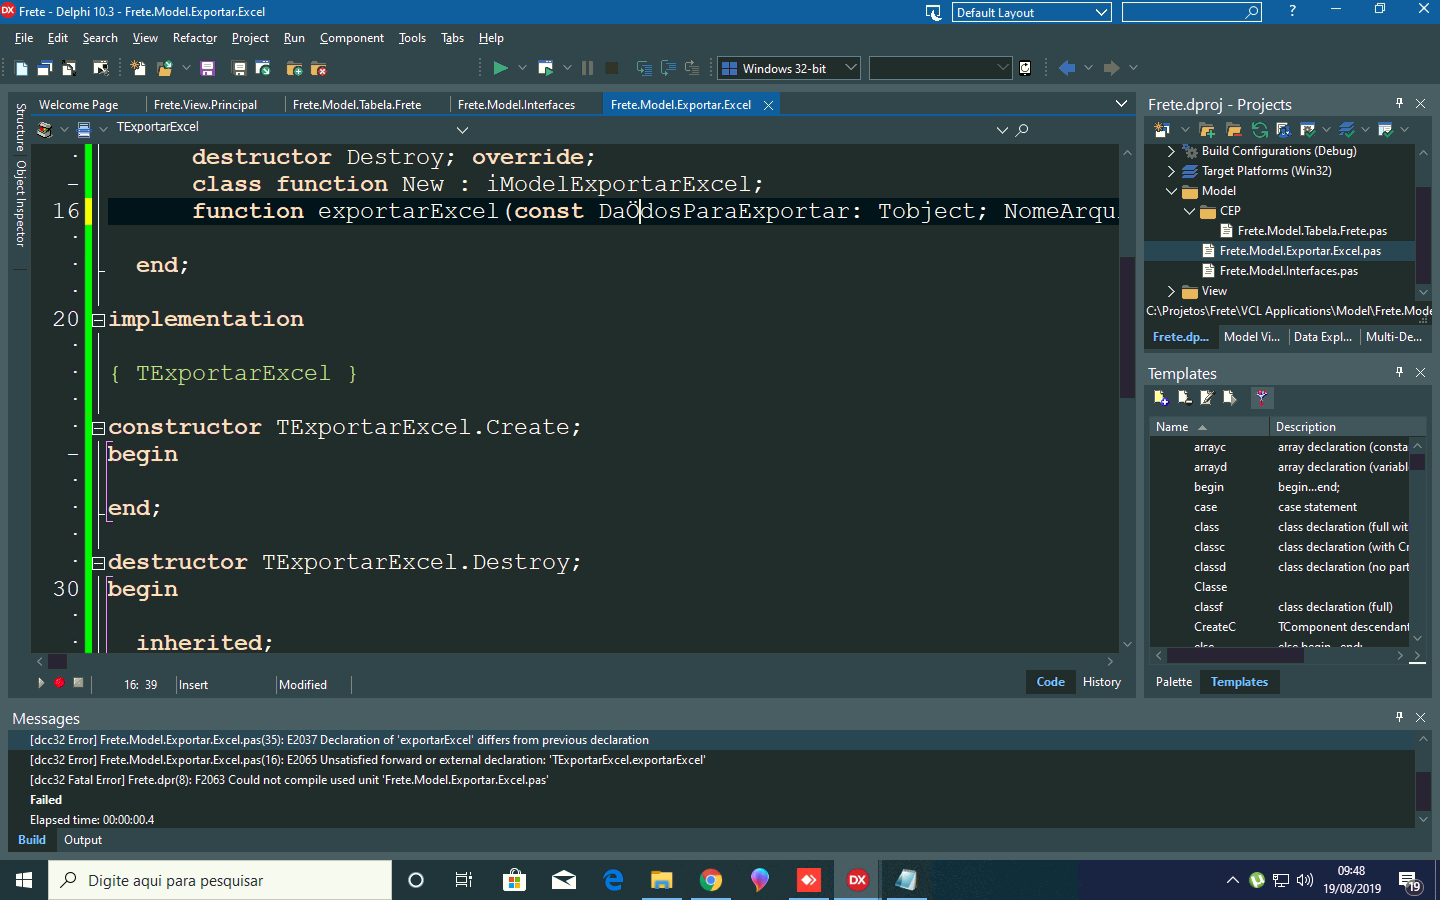 Frete - Delphi 10.3 - Frete.Model.Exportar.Excel
Default Layout
File Edit Search View Refactor Project Run Component Tools Tabs Help
Windows 32-bit
Welcome Page Frete.View.Principal Frete.Model.Tabela.Frete Frete.Model.Interfaces Frete.Model.Exportar.Excel
TExportarExcel
Structure
Object Inspector
destructor Destroy; override;
class function New : iModelExportarExcel;
16 function exportarExcel(const DaÖdosParaExportar: Tobject; NomeArqu
end;
20 implementation
{ TExportarExcel }
constructor TExportarExcel.Create;
begin
end;
destructor TExportarExcel.Destroy;
30 begin
inherited;
16: 39 Insert Modified
Code History
Frete.dproj - Projects
Build Configurations (Debug)
Target Platforms (Win32)
Model
CEP
Frete.Model.Tabela.Frete.pas
Frete.Model.Exportar.Excel.pas
Frete.Model.Interfaces.pas
View
C:\Projetos\Frete\VCL Applications\Model\Frete.Mode
Frete.dp... Model Vi... Data Expl... Multi-De...
Templates
Name Description
arrayc array declaration (consta
arrayd array declaration (variabl
begin begin...end;
case case statement
class class declaration (full wit
classc class declaration (with Cr
classd class declaration (no part
Classe
classf class declaration (full)
CreateC TComponent descendant
else else begin...end;
Palette Templates
Messages
[dcc32 Error] Frete.Model.Exportar.Excel.pas(35): E2037 Declaration of 'exportarExcel' differs from previous declaration
[dcc32 Error] Frete.Model.Exportar.Excel.pas(16): E2065 Unsatisfied forward or external declaration: 'TExportarExcel.exportarExcel'
[dcc32 Fatal Error] Frete.dpr(8): F2063 Could not compile used unit 'Frete.Model.Exportar.Excel.pas'
Failed
Elapsed time: 00:00:00.4
Build Output
Digite aqui para pesquisar
DX
09:48
19/08/2019
19